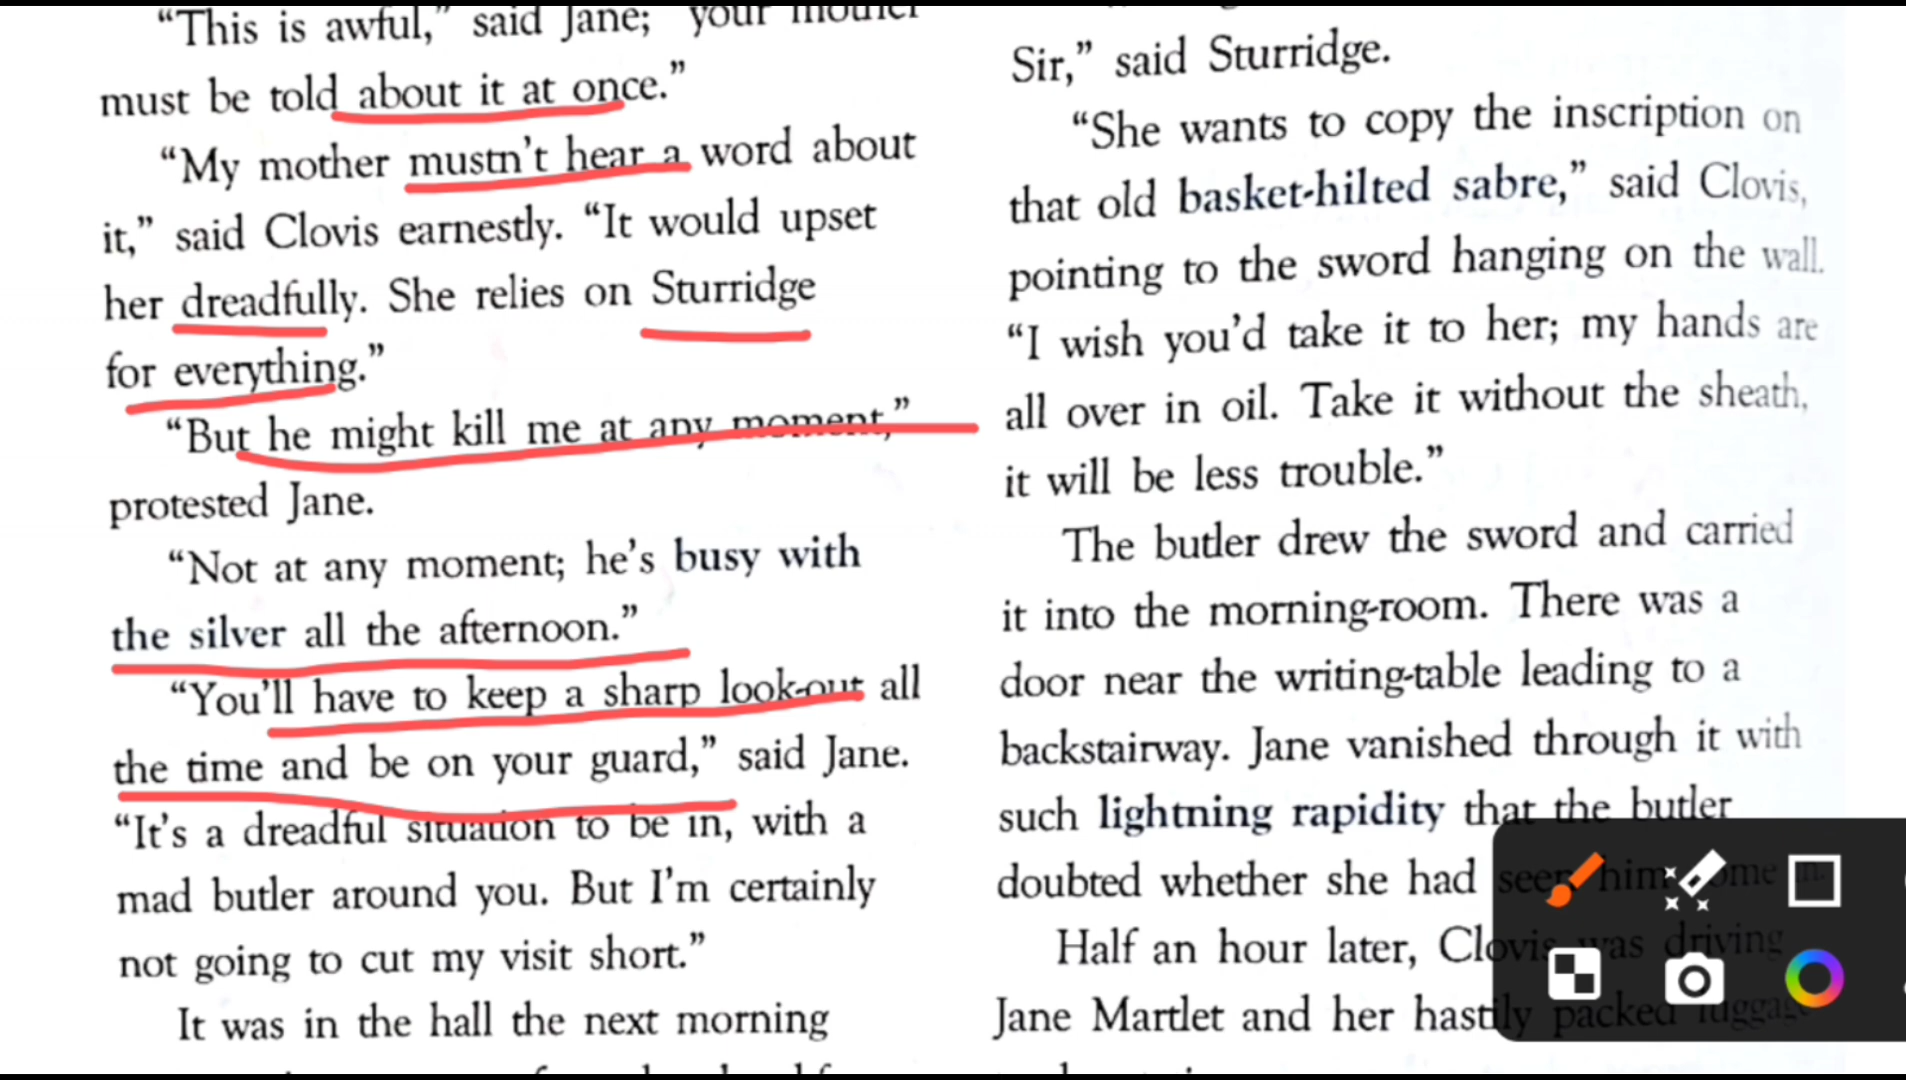 “This is awful,” said Jane; “your mother
must be told about it at once.”
“My mother mustn’t hear a word about
it,” said Clovis earnestly. “It would upset
her dreadfully. She relies on Sturridge
for everything.”
“But he might kill me at any moment,”
protested Jane.
“Not at any moment; he’s busy with
the silver all the afternoon.”
“You’ll have to keep a sharp look-out all
the time and be on your guard,” said Jane.
“It’s a dreadful situation to be in, with a
mad butler around you. But I’m certainly
not going to cut my visit short.”
It was in the hall the next morning
Sir,” said Sturridge.
“She wants to copy the inscription on
that old basket-hilted sabre,” said Clovis,
pointing to the sword hanging on the wall.
“I wish you’d take it to her; my hands are
all over in oil. Take it without the sheath,
it will be less trouble.”
The butler drew the sword and carried
it into the morning-room. There was a
door near the writing-table leading to a
backstairway. Jane vanished through it with
such lightning rapidity that the butler
doubted whether she had seen him come in.
Half an hour later, Clovis was driving
Jane Martlet and her hastily packed luggage